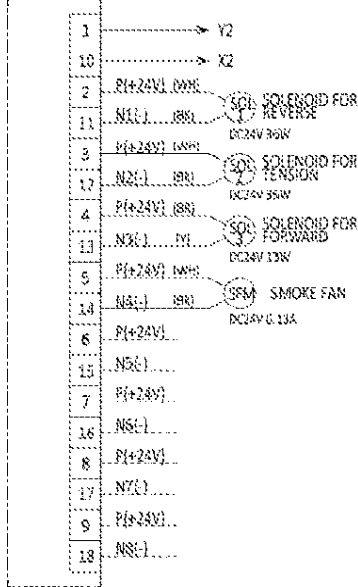 1 Y2
10 X2
2 P(+24V) (WH)
11 N1(-) (BK)
SOL 1 SOLENOID FOR REVERSE
DC24V 36W
3 P(+24V) (WH)
12 N2(-) (BK)
SOL 2 SOLENOID FOR TENSION
DC24V 36W
4 P(+24V) (BK)
13 N3(-) (Y)
SOL 3 SOLENOID FOR FORWARD
DC24V 13W
5 P(+24V) (WH)
14 N4(-) (BK)
SFM SMOKE FAN
DC24V 0.13A
6 P(+24V)
15 N5(-)
7 P(+24V)
16 N6(-)
8 P(+24V)
17 N7(-)
9 P(+24V)
18 N8(-)